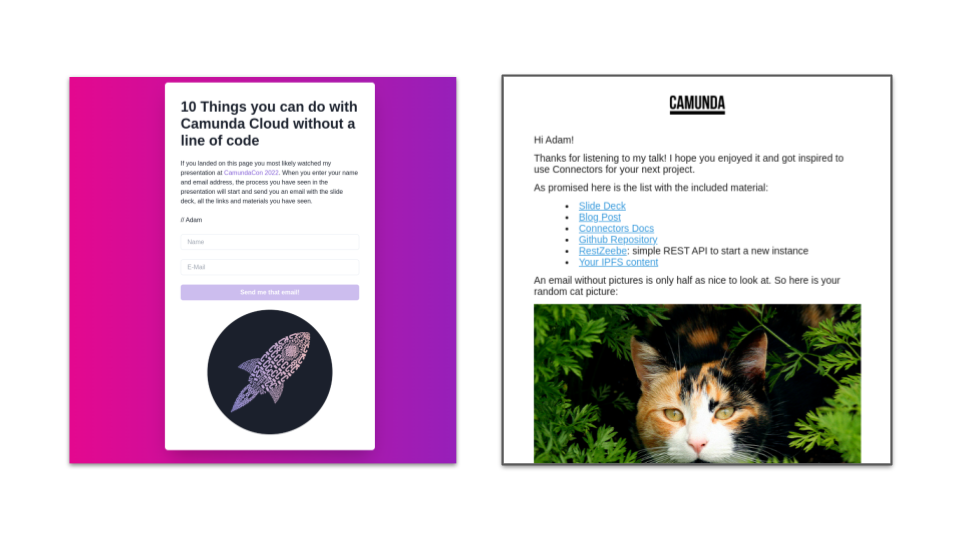 10 Things you can do with
Camunda Cloud without a
line of code
If you landed on this page you most likely watched my
presentation at CamundaCon 2022. When you enter your name
and email address, the process you have seen in the
presentation will start and send you an email with the slide
deck, all the links and materials you have seen.
// Adam
Name
E-Mail
Send me that email!
CAMUNDA
Hi Adam!
Thanks for listening to my talk! I hope you enjoyed it and got inspired to
use Connectors for your next project.
As promised here is the list with the included material:
• Slide Deck
• Blog Post
• Connectors Docs
• Github Repository
• RestZeebe: simple REST API to start a new instance
• Your IPFS content
An email without pictures is only half as nice to look at. So here is your
random cat picture: